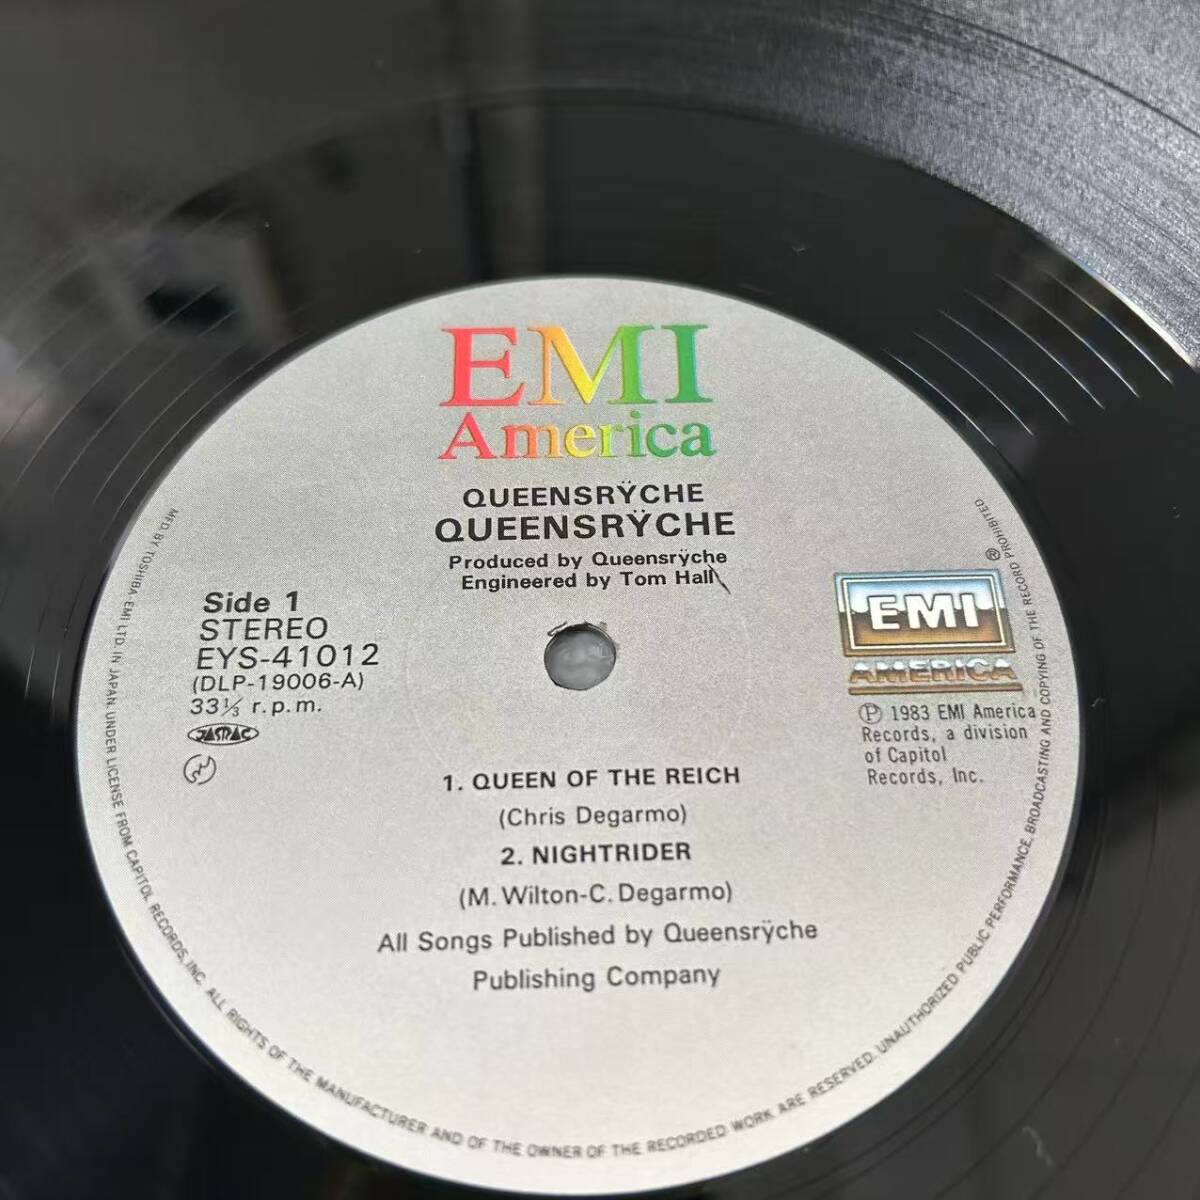 EMI
America
QUEENSRŸCHE
QUEENSRŸCHE
Produced by Queensrÿche
Engineered by Tom Hall
Side 1
STEREO
EYS-41012
(DLP-19006-A)
33⅓ r.p.m.
JASRAC
®
EMI
AMERICA
Ⓟ 1983 EMI America
Records, a division
of Capitol
Records, Inc.
1. QUEEN OF THE REICH
(Chris Degarmo)
2. NIGHTRIDER
(M. Wilton-C. Degarmo)
All Songs Published by Queensrÿche
Publishing Company
MFD. BY TOSHIBA-EMI LTD. IN JAPAN. UNDER LICENSE FROM CAPITOL RECORDS, INC. ALL RIGHTS OF THE MANUFACTURER AND OF THE OWNER OF THE RECORDED WORK ARE RESERVED. UNAUTHORIZED PUBLIC PERFORMANCE, BROADCASTING AND COPYING OF THE RECORD PROHIBITED